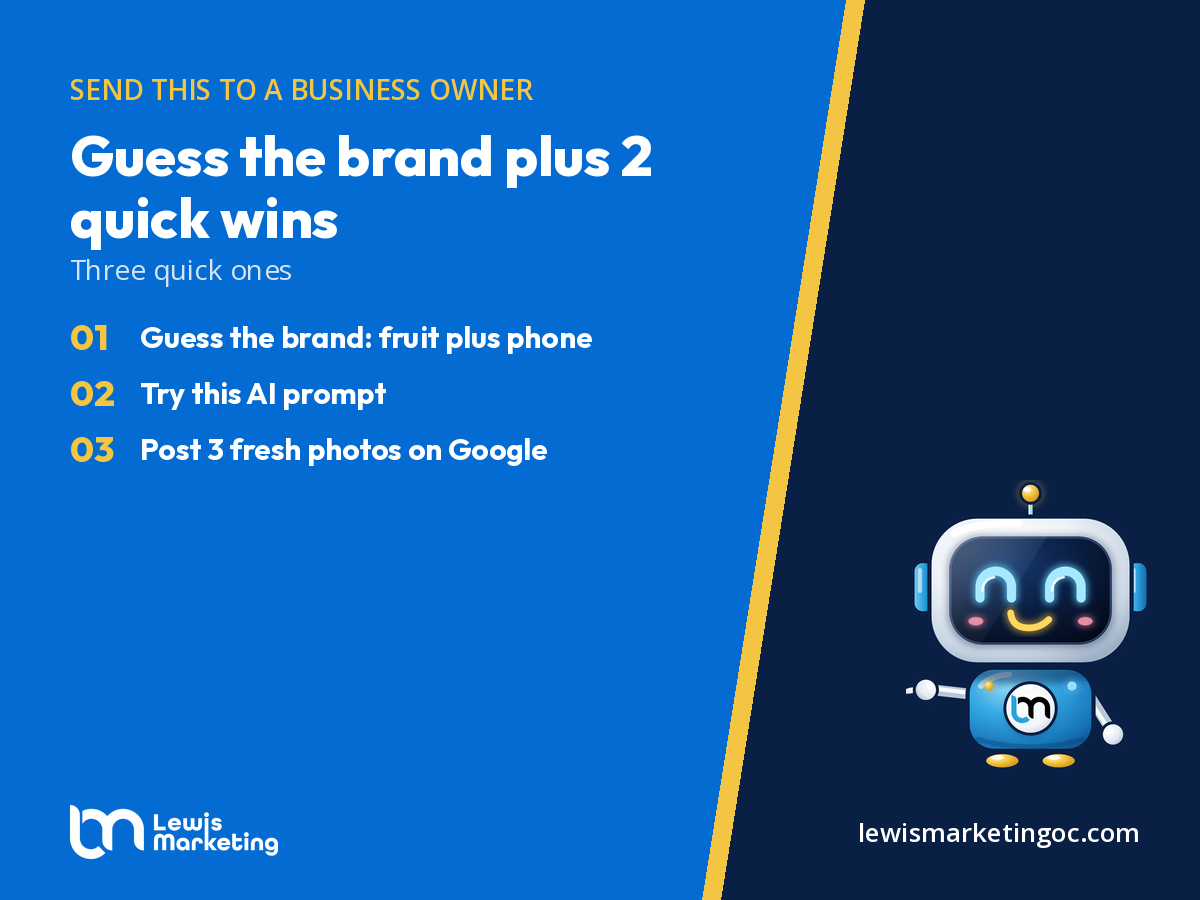 SEND THIS TO A BUSINESS OWNER
Guess the brand plus 2
quick wins
Three quick ones
01 Guess the brand: fruit plus phone
02 Try this AI prompt
03 Post 3 fresh photos on Google
bm
Lewis
Marketing
lewismarketingoc.com